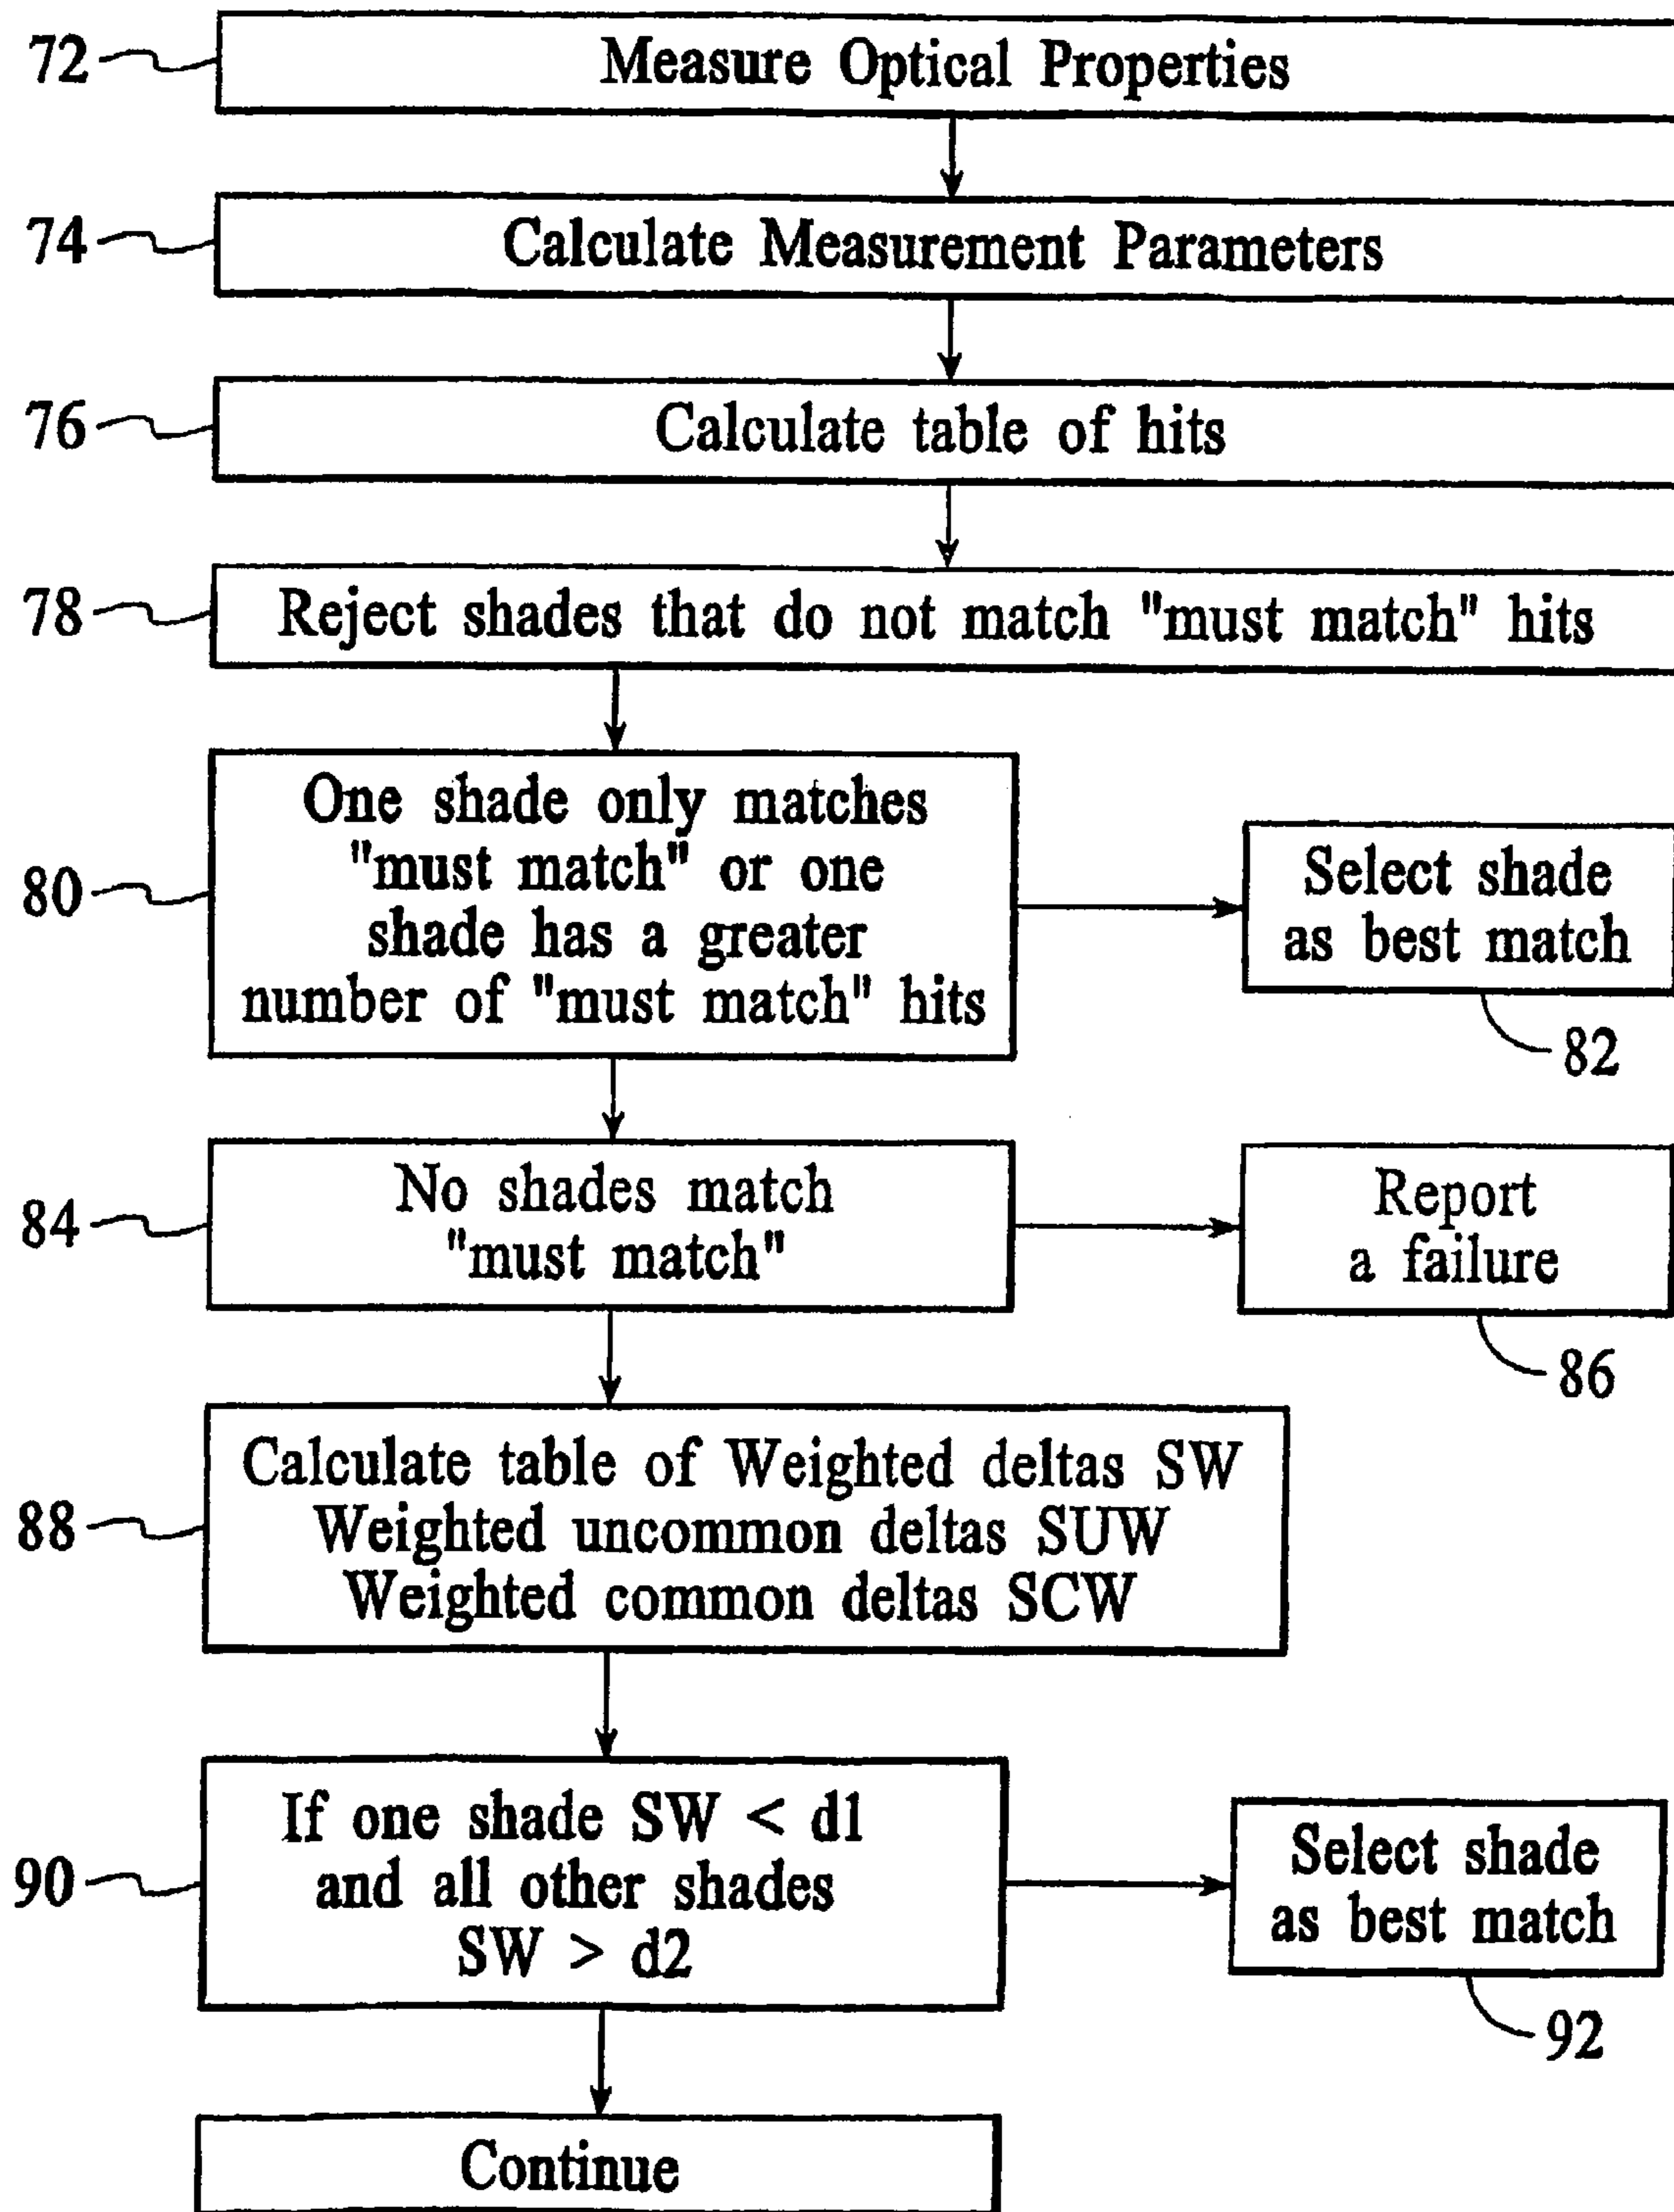 72
Measure Optical Properties
74
Calculate Measurement Parameters
76
Calculate table of hits
78
Reject shades that do not match "must match" hits
80
One shade only matches
"must match" or one
shade has a greater
number of "must match" hits
Select shade
as best match
82
84
No shades match
"must match"
Report
a failure
86
88
Calculate table of Weighted deltas SW
Weighted uncommon deltas SUW
Weighted common deltas SCW
90
If one shade SW < d1
and all other shades
SW > d2
Select shade
as best match
92
Continue